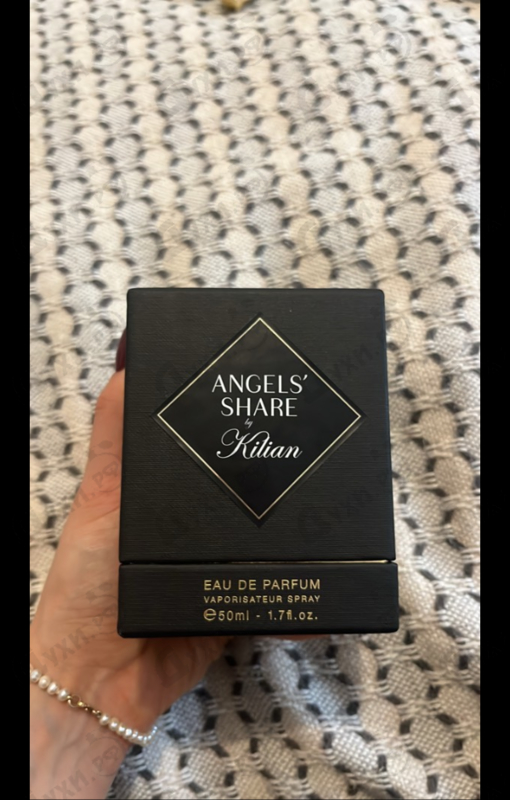 ANGELS’
SHARE
by
Kilian
EAU DE PARFUM
VAPORISATEUR SPRAY
℮50ml - 1.7fl.oz.